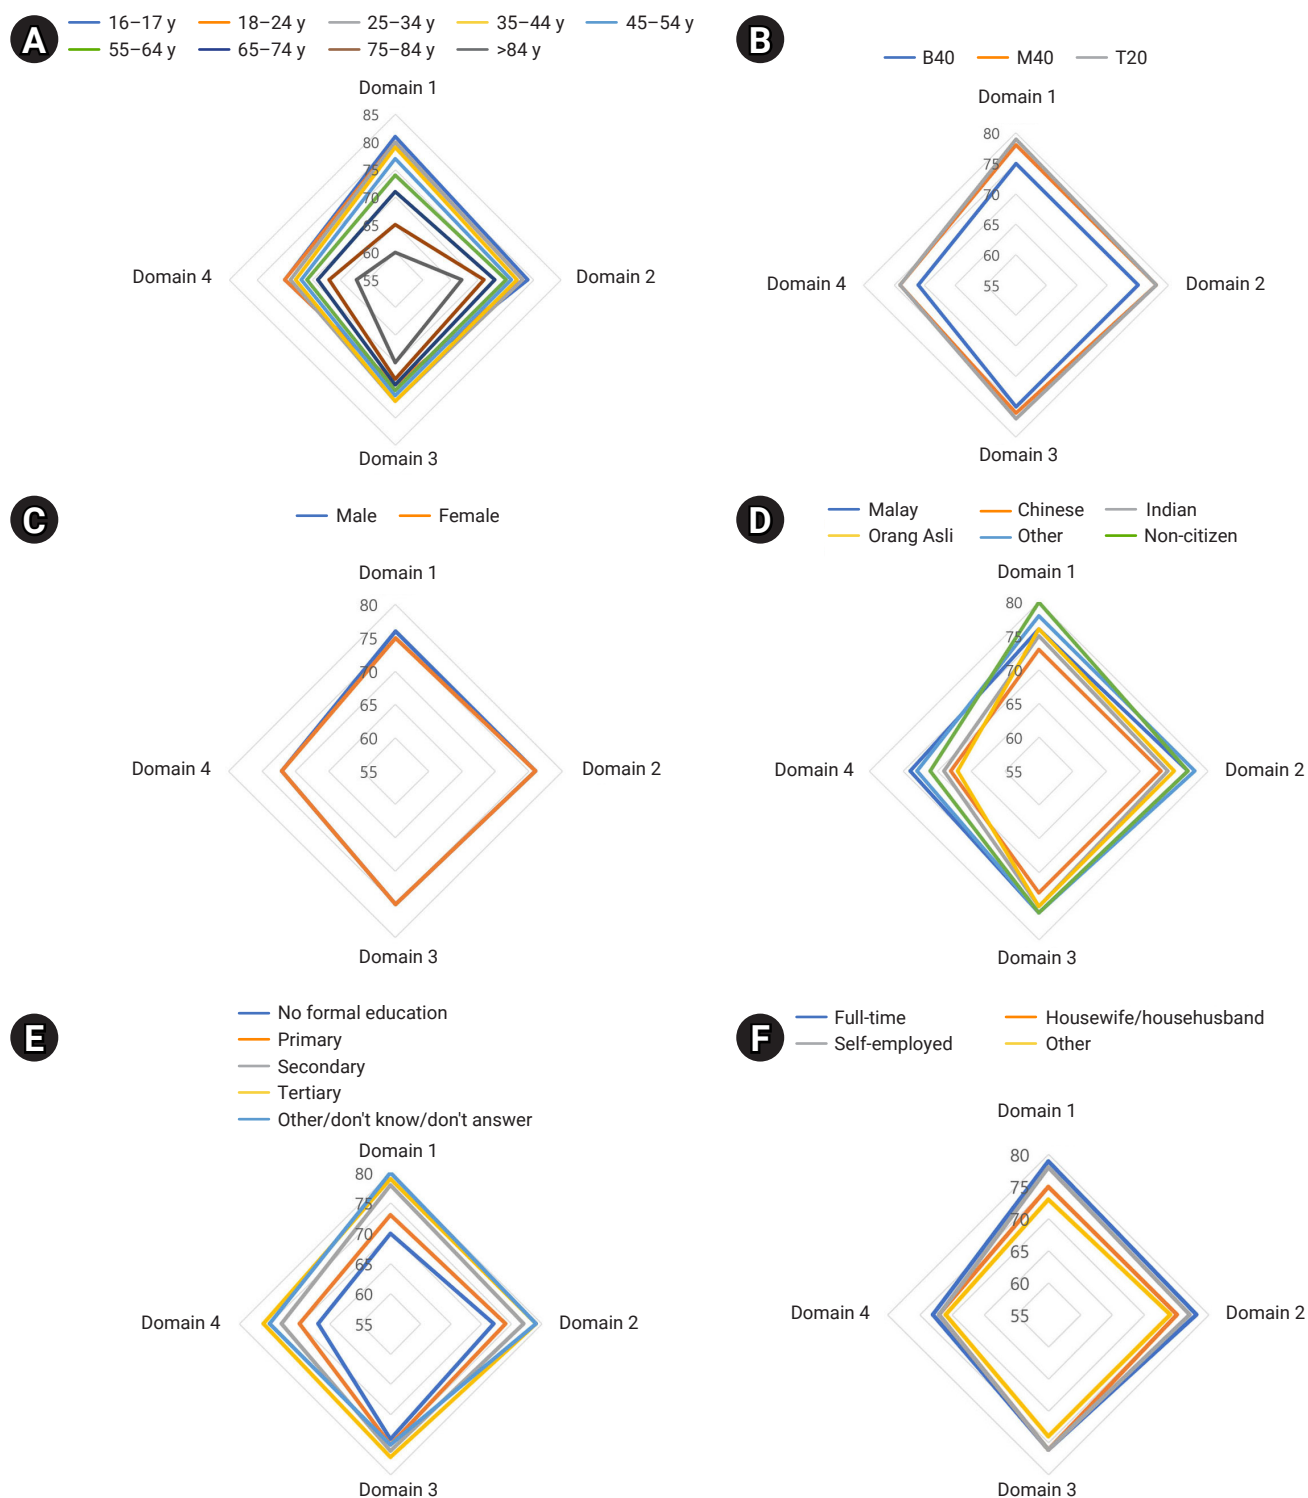 A
16–17 y 18–24 y 25–34 y 35–44 y 45–54 y
55–64 y 65–74 y 75–84 y >84 y
Domain 1
85
80
75
70
65
60
55
Domain 4
Domain 2
Domain 3
B
B40 M40 T20
Domain 1
80
75
70
65
60
55
Domain 4
Domain 2
Domain 3
C
Male Female
Domain 1
80
75
70
65
60
55
Domain 4
Domain 2
Domain 3
D
Malay Chinese Indian
Orang Asli Other Non-citizen
Domain 1
80
75
70
65
60
55
Domain 4
Domain 2
Domain 3
E
No formal education
Primary
Secondary
Tertiary
Other/don't know/don't answer
Domain 1
80
75
70
65
60
55
Domain 4
Domain 2
Domain 3
F
Full-time Housewife/househusband
Self-employed Other
Domain 1
80
75
70
65
60
55
Domain 4
Domain 2
Domain 3